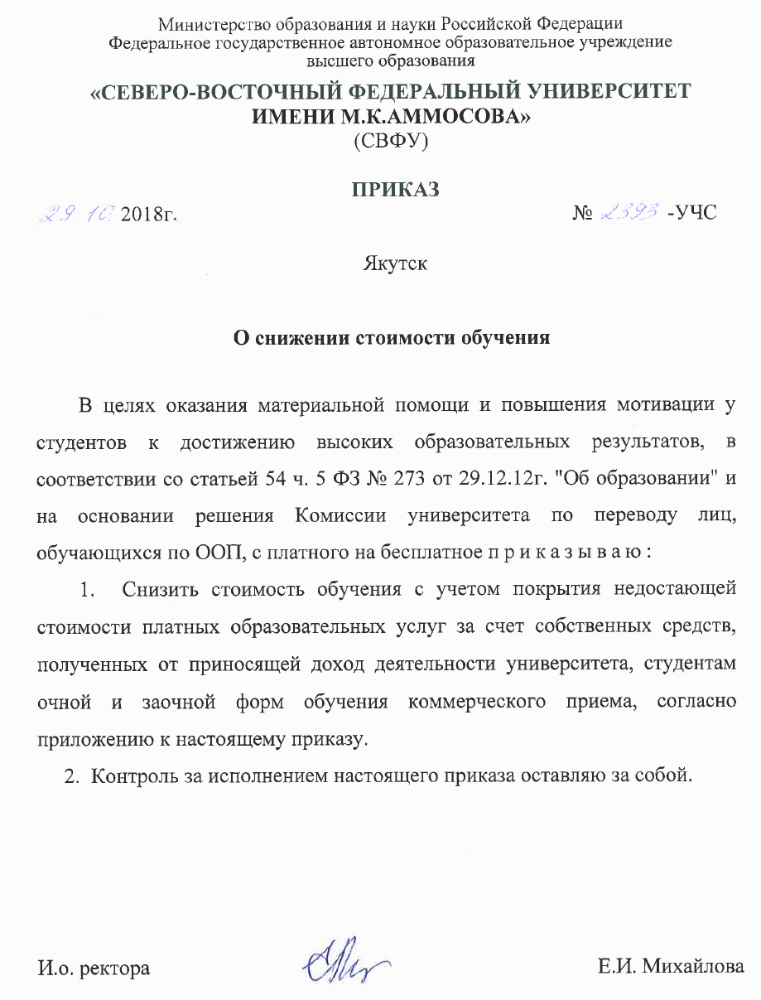 Министерство образования и науки Российской Федерации
Федеральное государственное автономное образовательное учреждение
высшего образования
«СЕВЕРО-ВОСТОЧНЫЙ ФЕДЕРАЛЬНЫЙ УНИВЕРСИТЕТ
ИМЕНИ М.К.АММОСОВА»
(СВФУ)
ПРИКАЗ
29. 10. 2018г. № 2393 -УЧС
Якутск
О снижении стоимости обучения
В целях оказания материальной помощи и повышения мотивации у
студентов к достижению высоких образовательных результатов, в
соответствии со статьей 54 ч. 5 ФЗ № 273 от 29.12.12г. "Об образовании" и
на основании решения Комиссии университета по переводу лиц,
обучающихся по ООП, с платного на бесплатное п р и к а з ы в а ю :
1. Снизить стоимость обучения с учетом покрытия недостающей
стоимости платных образовательных услуг за счет собственных средств,
полученных от приносящей доход деятельности университета, студентам
очной и заочной форм обучения коммерческого приема, согласно
приложению к настоящему приказу.
2. Контроль за исполнением настоящего приказа оставляю за собой.
И.о. ректора Е.И. Михайлова